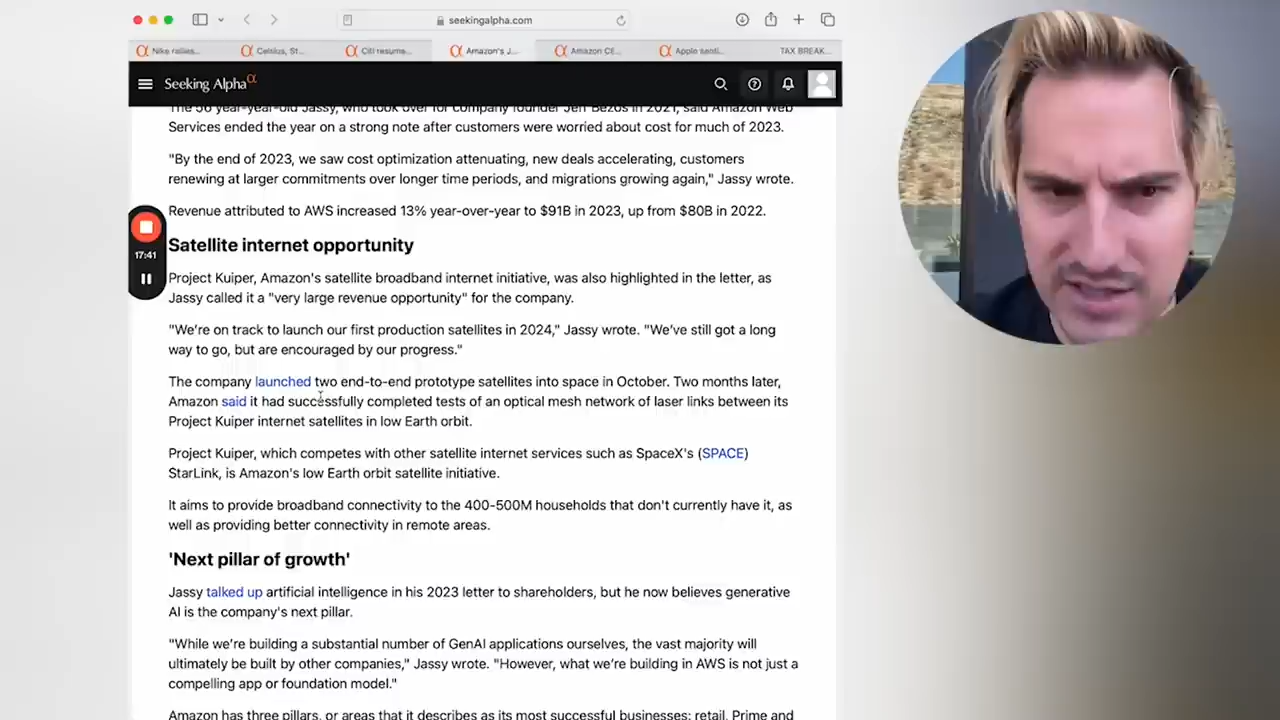 seekingalpha.com
Nike rallies...
Celsius, St...
Citi resume...
Amazon's J...
Amazon CE...
Apple senti...
TAX BREAK...
Seeking Alpha α
The 56 year-year-old Jassy, who took over for company founder Jeff Bezos in 2021, said Amazon Web
Services ended the year on a strong note after customers were worried about cost for much of 2023.
"By the end of 2023, we saw cost optimization attenuating, new deals accelerating, customers
renewing at larger commitments over longer time periods, and migrations growing again," Jassy wrote.
Revenue attributed to AWS increased 13% year-over-year to $91B in 2023, up from $80B in 2022.
17:41
Satellite internet opportunity
Project Kuiper, Amazon's satellite broadband internet initiative, was also highlighted in the letter, as
Jassy called it a "very large revenue opportunity" for the company.
"We're on track to launch our first production satellites in 2024," Jassy wrote. "We've still got a long
way to go, but are encouraged by our progress."
The company launched two end-to-end prototype satellites into space in October. Two months later,
Amazon said it had successfully completed tests of an optical mesh network of laser links between its
Project Kuiper internet satellites in low Earth orbit.
Project Kuiper, which competes with other satellite internet services such as SpaceX's (SPACE)
StarLink, is Amazon's low Earth orbit satellite initiative.
It aims to provide broadband connectivity to the 400-500M households that don't currently have it, as
well as providing better connectivity in remote areas.
'Next pillar of growth'
Jassy talked up artificial intelligence in his 2023 letter to shareholders, but he now believes generative
AI is the company's next pillar.
"While we're building a substantial number of GenAI applications ourselves, the vast majority will
ultimately be built by other companies," Jassy wrote. "However, what we're building in AWS is not just a
compelling app or foundation model."
Amazon has three pillars, or areas that it describes as its most successful businesses: retail, Prime and